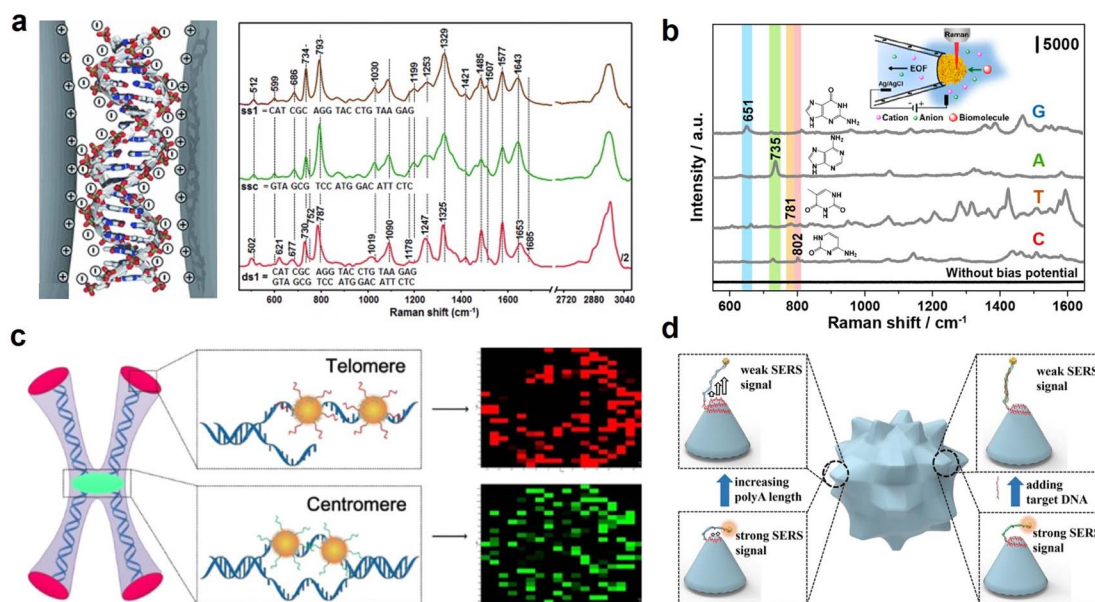 a
512
599
686
734
793
1030
1199
1253
1329
1421
1485
1507
1577
1643
ss1 = CAT CGC AGG TAC CTG TAA GAG
ssc = GTA GCG TCC ATG GAC ATT CTC
502
621
677
730
752
787
1019
1090
1178
1247
1325
1653
1685
/2
ds1 = CAT CGC AGG TAC CTG TAA GAG
GTA GCG TCC ATG GAC ATT CTC
600 800 1000 1200 1400 1600 2720 2880 3040
Raman shift (cm-1)
b
Intensity / a.u.
5000
Raman
EOF
Ag/AgCl
Cation Anion Biomolecule
651
G
735
A
781
T
802
C
Without bias potential
600 800 1000 1200 1400 1600
Raman shift / cm-1
c
Telomere
Centromere
d
weak SERS
signal
increasing
polyA length
strong SERS
signal
weak SERS
signal
adding
target DNA
strong SERS
signal